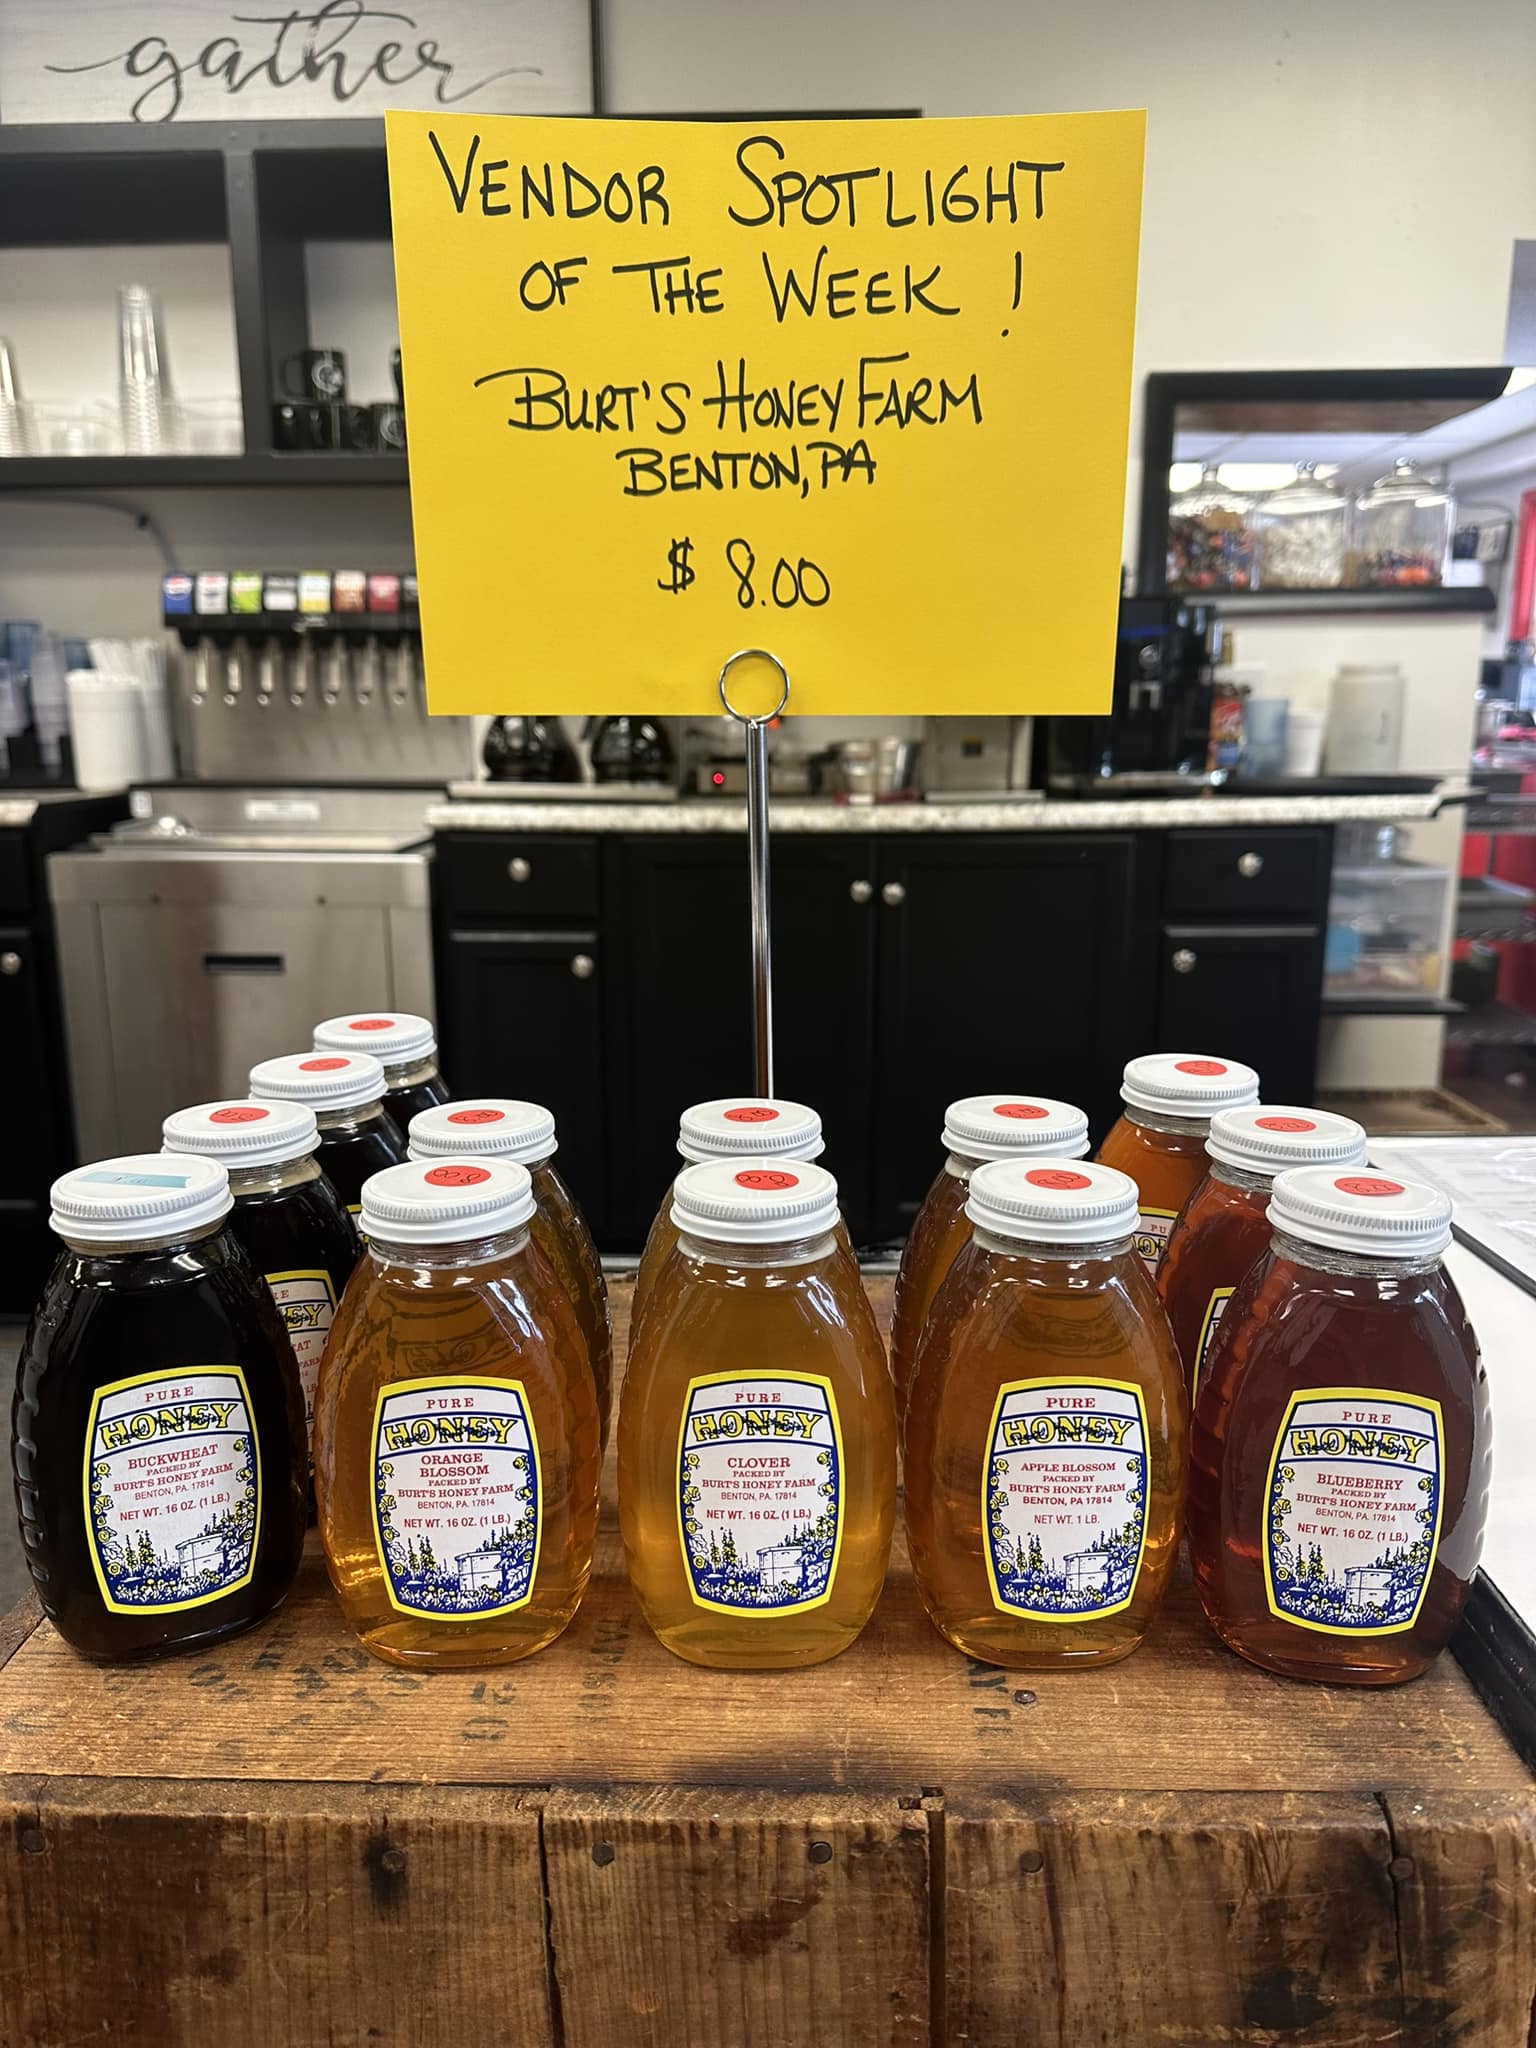 gather
VENDOR SPOTLIGHT
OF THE WEEK !
BURT'S HONEY FARM
BENTON, PA
$ 8.00
PURE
HONEY
BUCKWHEAT
PACKED BY
BURT'S HONEY FARM
BENTON, PA. 17814
NET WT. 16 OZ. (1 LB.)
8.00
PURE
HONEY
ORANGE
BLOSSOM
PACKED BY
BURT'S HONEY FARM
BENTON, PA. 17814
NET WT. 16 OZ. (1 LB.)
8.00
PURE
HONEY
CLOVER
PACKED BY
BURT'S HONEY FARM
BENTON, PA. 17814
NET WT. 16 OZ. (1 LB.)
PURE
HONEY
APPLE BLOSSOM
PACKED BY
BURT'S HONEY FARM
BENTON, PA 17814
NET WT. 1 LB.
PURE
HONEY
BLUEBERRY
PACKED BY
BURT'S HONEY FARM
BENTON, PA. 17814
NET WT. 16 OZ. (1 LB.)